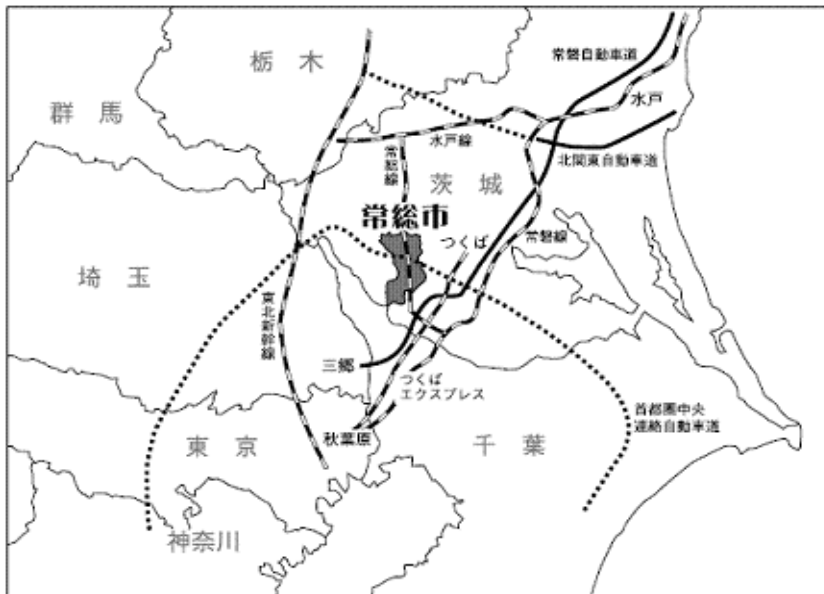 常磐自動車道
栃木
水戸
群馬
水戸線
北関東自動車道
常総線
茨城
常総市
つくば
常磐線
埼玉
東北新幹線
三郷
つくば
エクスプレス
首都圏中央
連絡自動車道
秋葉原
東京
千葉
神奈川